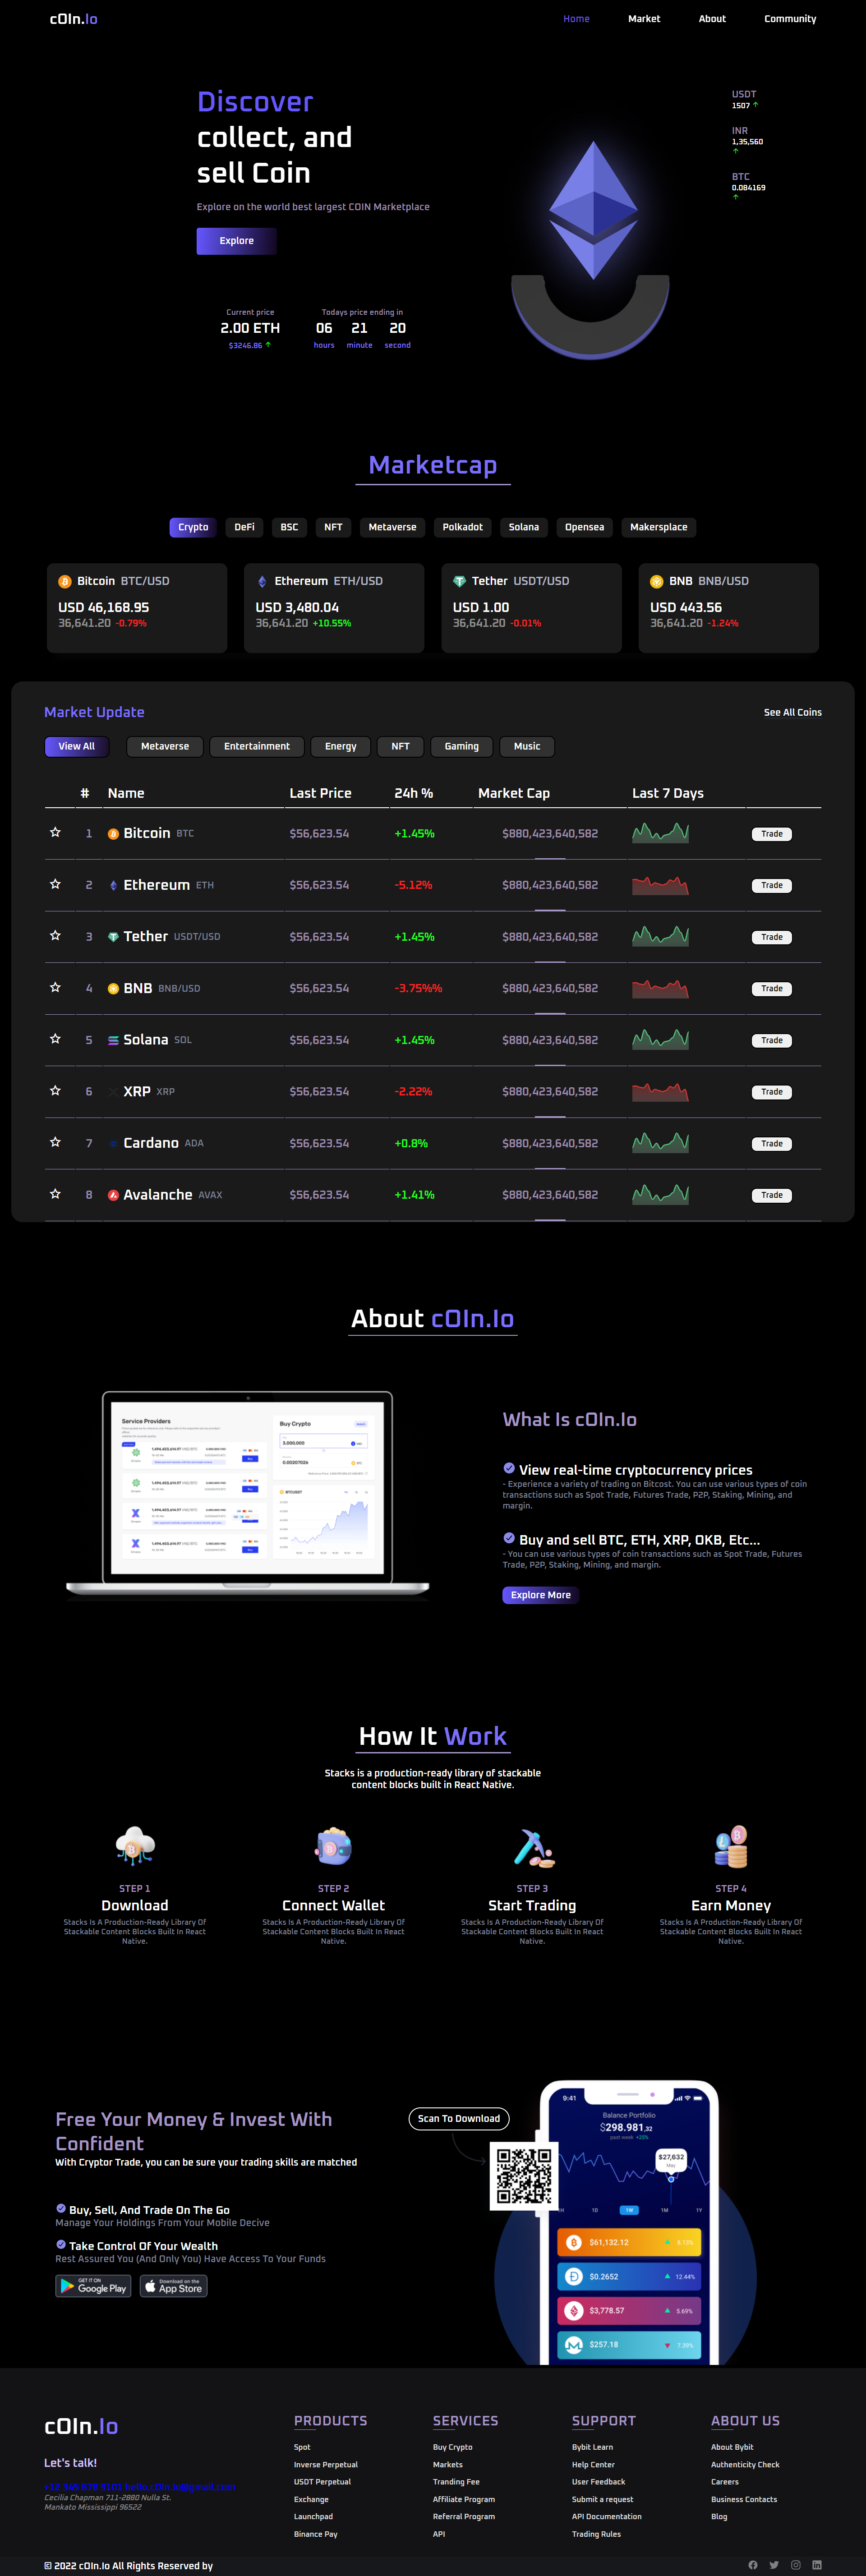 cOIn.Io
Home Market About Community
Discover
collect, and
sell Coin
Explore on the world best largest COIN Marketplace
Explore
USDT
1507
INR
1,35,560
BTC
0.084169
Current price
2.00 ETH
$3246.86
Todays price ending in
06 21 20
hours minute second
Marketcap
Crypto DeFi BSC NFT Metaverse Polkadot Solana Opensea Makersplace
Bitcoin BTC/USD
USD 46,168.95
36,641.20 -0.79%
Ethereum ETH/USD
USD 3,480.04
36,641.20 +10.55%
Tether USDT/USD
USD 1.00
36,641.20 -0.01%
BNB BNB/USD
USD 443.56
36,641.20 -1.24%
Market Update
See All Coins
View All Metaverse Entertainment Energy NFT Gaming Music
# Name Last Price 24h % Market Cap Last 7 Days
1 Bitcoin BTC $56,623.54 +1.45% $880,423,640,582 Trade
2 Ethereum ETH $56,623.54 -5.12% $880,423,640,582 Trade
3 Tether USDT/USD $56,623.54 +1.45% $880,423,640,582 Trade
4 BNB BNB/USD $56,623.54 -3.75%% $880,423,640,582 Trade
5 Solana SOL $56,623.54 +1.45% $880,423,640,582 Trade
6 XRP XRP $56,623.54 -2.22% $880,423,640,582 Trade
7 Cardano ADA $56,623.54 +0.8% $880,423,640,582 Trade
8 Avalanche AVAX $56,623.54 +1.41% $880,423,640,582 Trade
About cOIn.Io
Service Providers
Buy Crypto
3,000,000
0.00207026
BTC/USDT
What Is cOIn.Io
View real-time cryptocurrency prices
- Experience a variety of trading on Bitcost. You can use various types of coin
transactions such as Spot Trade, Futures Trade, P2P, Staking, Mining, and
margin.
Buy and sell BTC, ETH, XRP, OKB, Etc...
- You can use various types of coin transactions such as Spot Trade, Futures
Trade, P2P, Staking, Mining, and margin.
Explore More
How It Work
Stacks is a production-ready library of stackable
content blocks built in React Native.
STEP 1
Download
Stacks Is A Production-Ready Library Of
Stackable Content Blocks Built In React
Native.
STEP 2
Connect Wallet
Stacks Is A Production-Ready Library Of
Stackable Content Blocks Built In React
Native.
STEP 3
Start Trading
Stacks Is A Production-Ready Library Of
Stackable Content Blocks Built In React
Native.
STEP 4
Earn Money
Stacks Is A Production-Ready Library Of
Stackable Content Blocks Built In React
Native.
Free Your Money & Invest With
Confident
With Cryptor Trade, you can be sure your trading skills are matched
Buy, Sell, And Trade On The Go
Manage Your Holdings From Your Mobile Decive
Take Control Of Your Wealth
Rest Assured You (And Only You) Have Access To Your Funds
GET IT ON
Google Play
Download on the
App Store
Scan To Download
9:41
Balance Portfolio
$298.981,32
past week +25%
$27,632
May
1D 1W 1M 1Y
$61,132.12 8.13%
$0.2652 12.44%
$3,778.57 5.69%
$257.18 7.39%
cOIn.Io
Let's talk!
Cecilia Chapman 711-2880 Nulla St.
Mankato Mississippi 96522
PRODUCTS
Spot
Inverse Perpetual
USDT Perpetual
Exchange
Launchpad
Binance Pay
SERVICES
Buy Crypto
Markets
Tranding Fee
Affiliate Program
Referral Program
API
SUPPORT
Bybit Learn
Help Center
User Feedback
Submit a request
API Documentation
Trading Rules
ABOUT US
About Bybit
Authenticity Check
Careers
Business Contacts
Blog
© 2022 cOIn.Io All Rights Reserved by